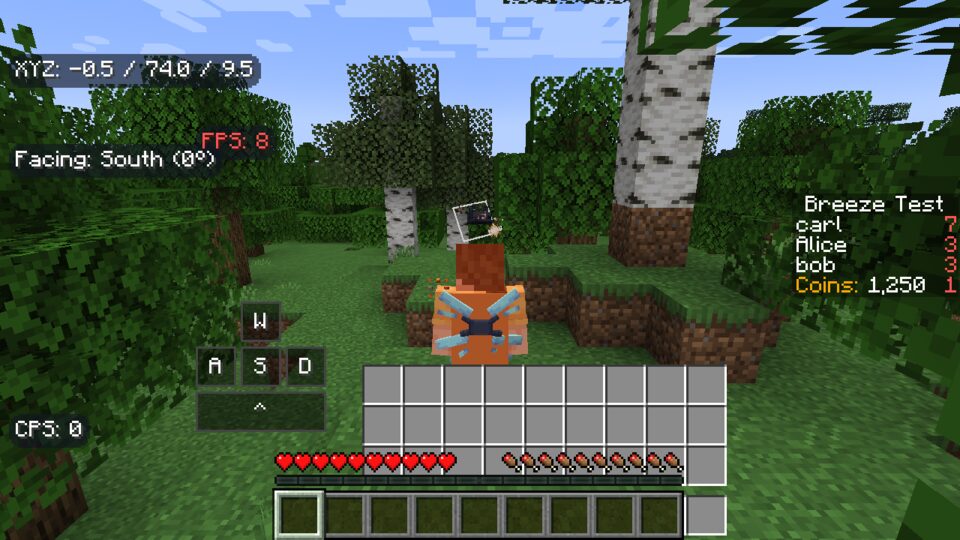 XYZ: -0.5 / 74.0 / 9.5
FPS: 8
Facing: South (0°)
Breeze Test
carl 7
Alice 3
bob 3
Coins: 1,250 1
W
A S D
^
CPS: 0